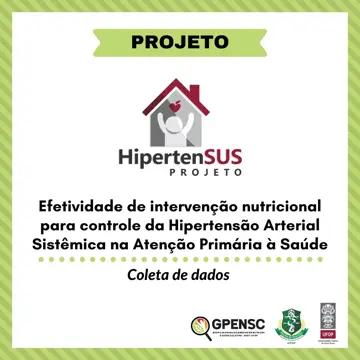 PROJETO
HipertenSUS
PROJETO
Efetividade de intervenção nutricional
para controle da Hipertensão Arterial
Sistêmica na Atenção Primária à Saúde
Coleta de dados
GPENSC
UFOP